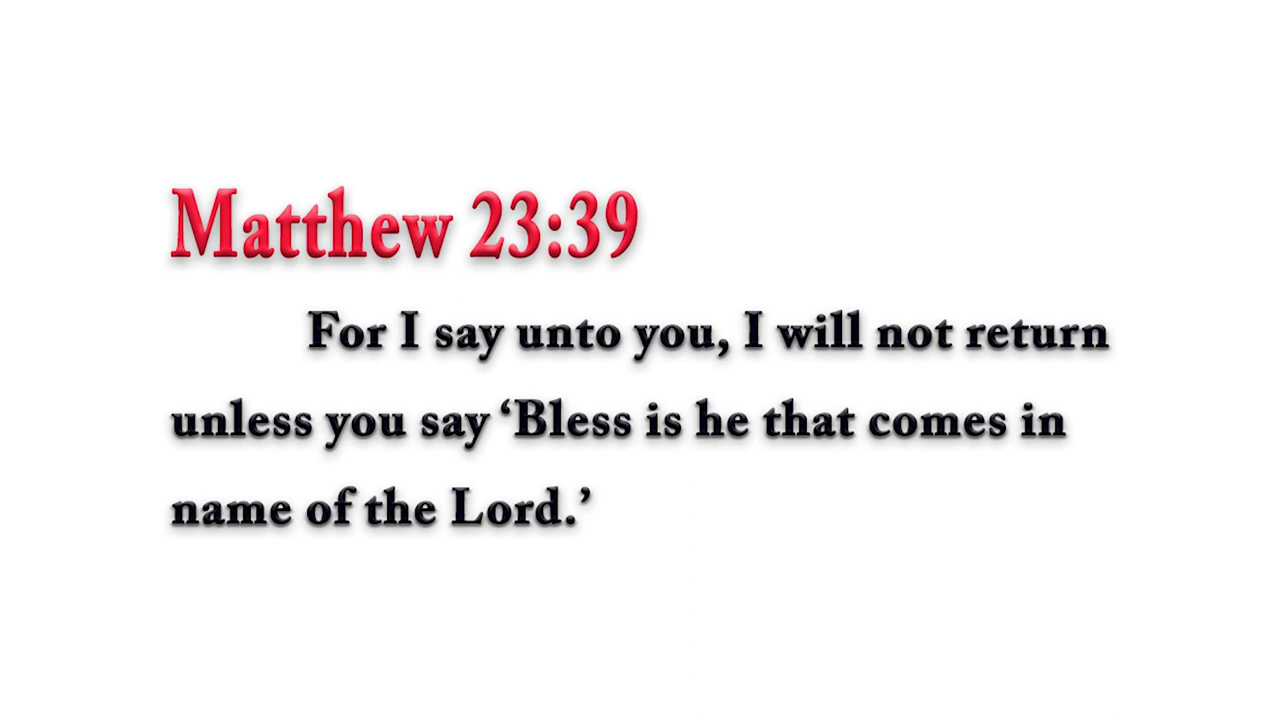 Matthew 23:39
For I say unto you, I will not return
unless you say ‘Bless is he that comes in
name of the Lord.’